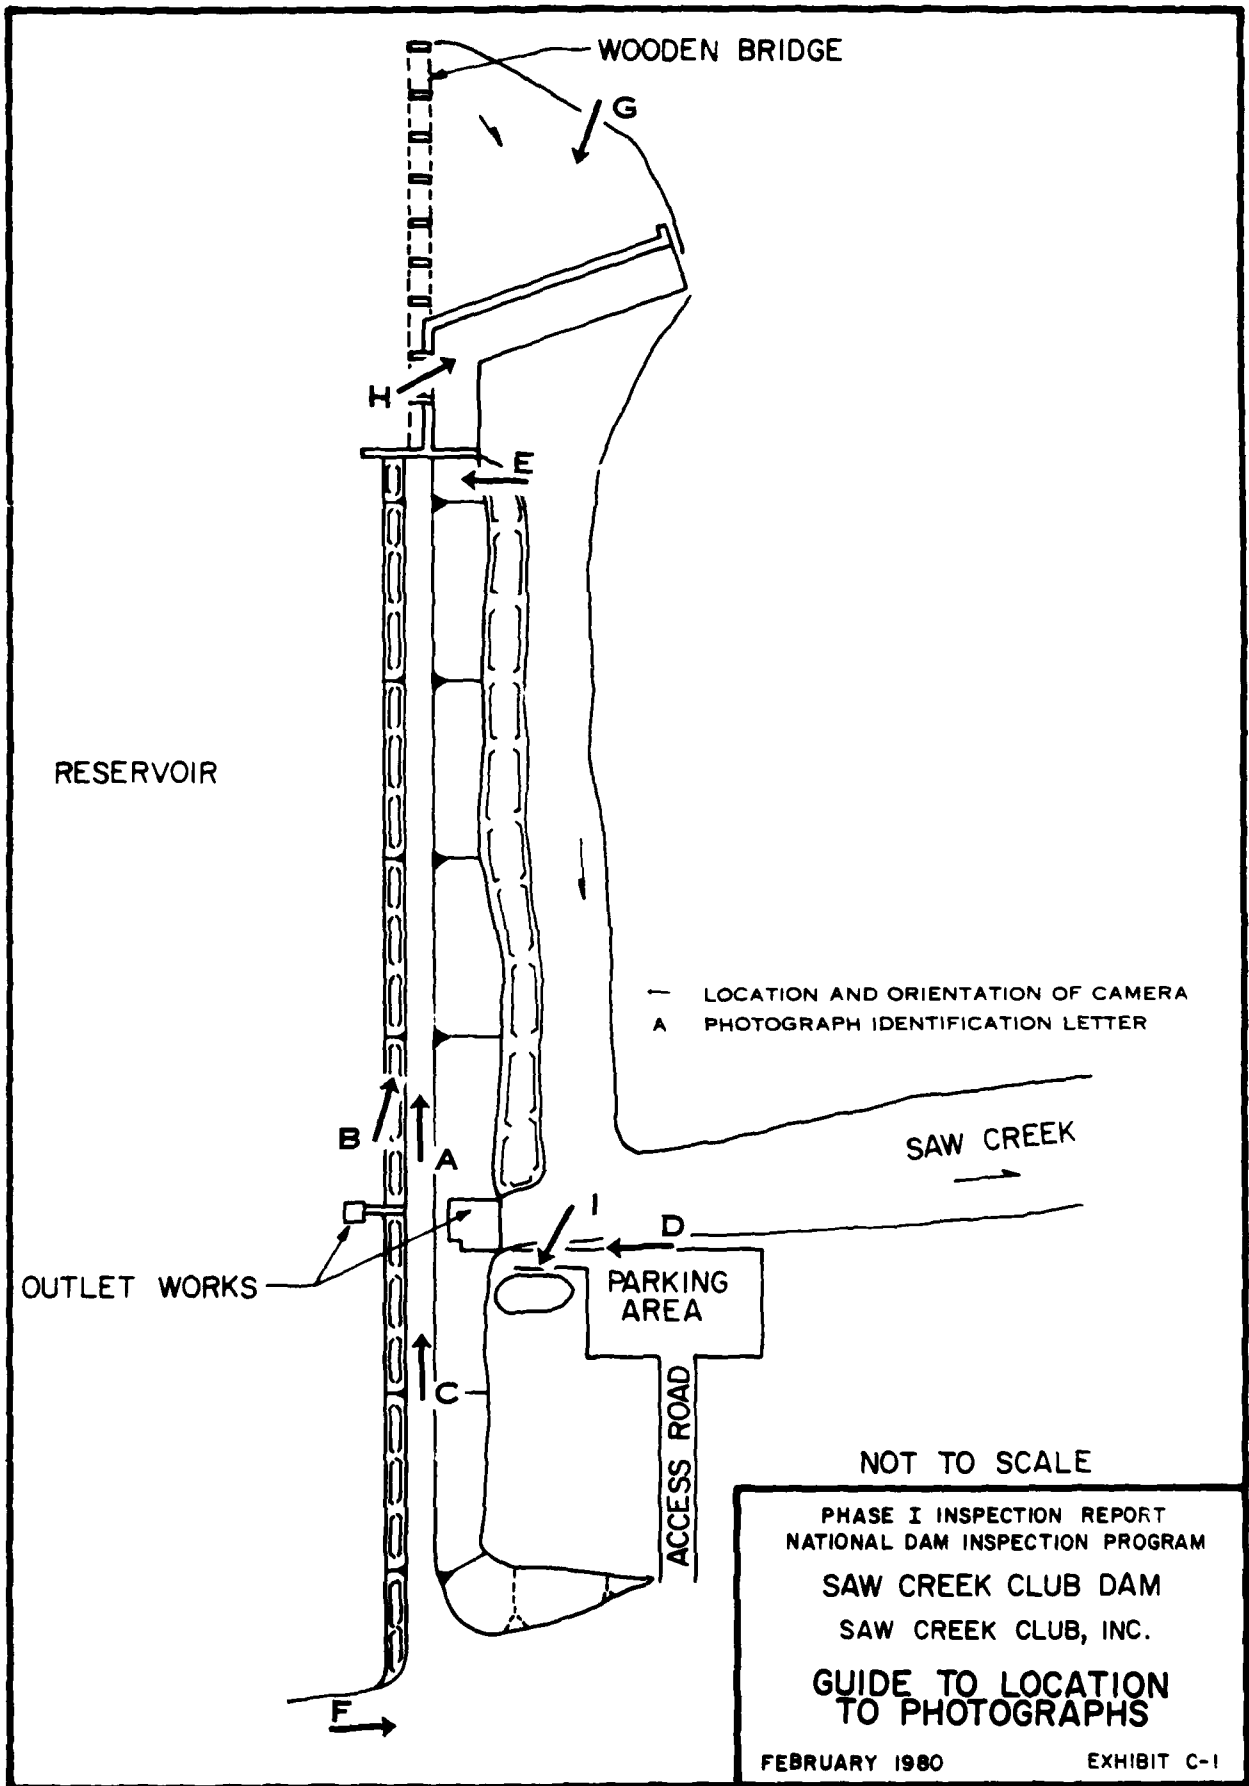 WOODEN BRIDGE
G
H
E
RESERVOIR
— LOCATION AND ORIENTATION OF CAMERA
A PHOTOGRAPH IDENTIFICATION LETTER
B
A
SAW CREEK
I
D
OUTLET WORKS
PARKING
AREA
C
ACCESS ROAD
F
NOT TO SCALE
PHASE I INSPECTION REPORT
NATIONAL DAM INSPECTION PROGRAM
SAW CREEK CLUB DAM
SAW CREEK CLUB, INC.
GUIDE TO LOCATION
TO PHOTOGRAPHS
FEBRUARY 1980 EXHIBIT C-1